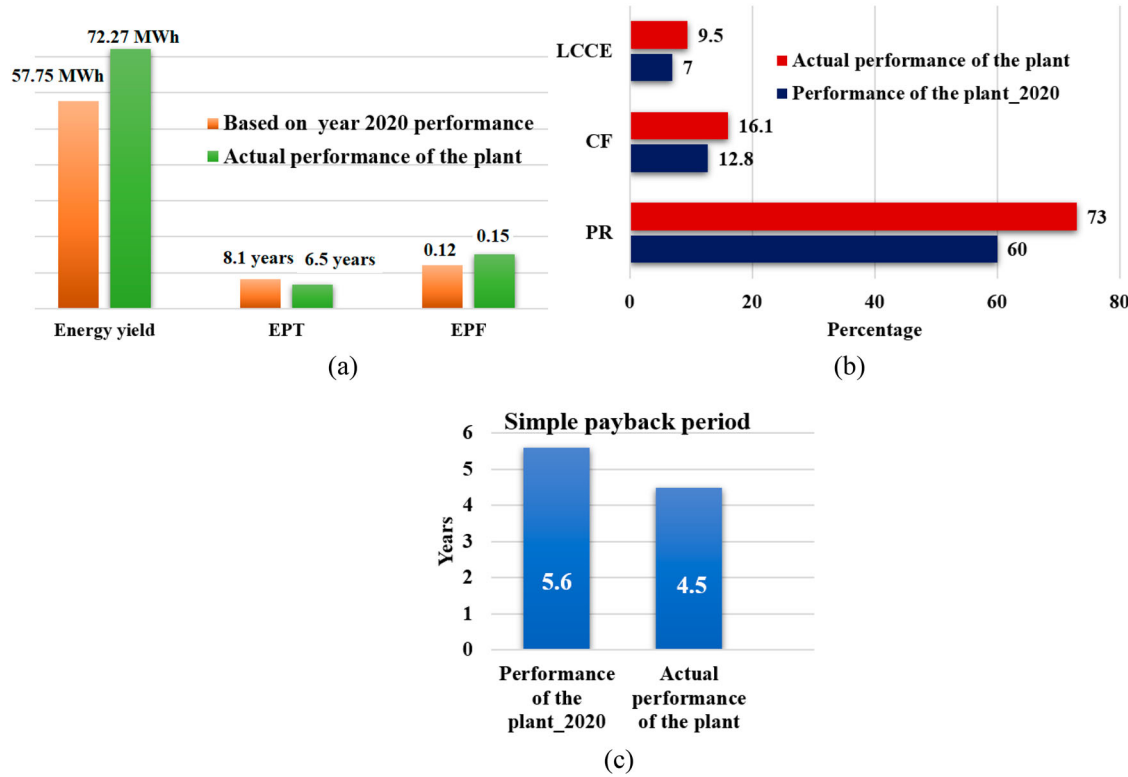 72.27 MWh
57.75 MWh
Based on year 2020 performance
Actual performance of the plant
8.1 years
6.5 years
0.12
0.15
Energy yield
EPT
EPF
(a)
LCCE
9.5
7
Actual performance of the plant
Performance of the plant_2020
CF
16.1
12.8
PR
73
60
0
20
40
60
80
Percentage
(b)
Simple payback period
6
5
4
3
2
1
0
Years
5.6
4.5
Performance
of the
plant_2020
Actual
performance
of the plant
(c)